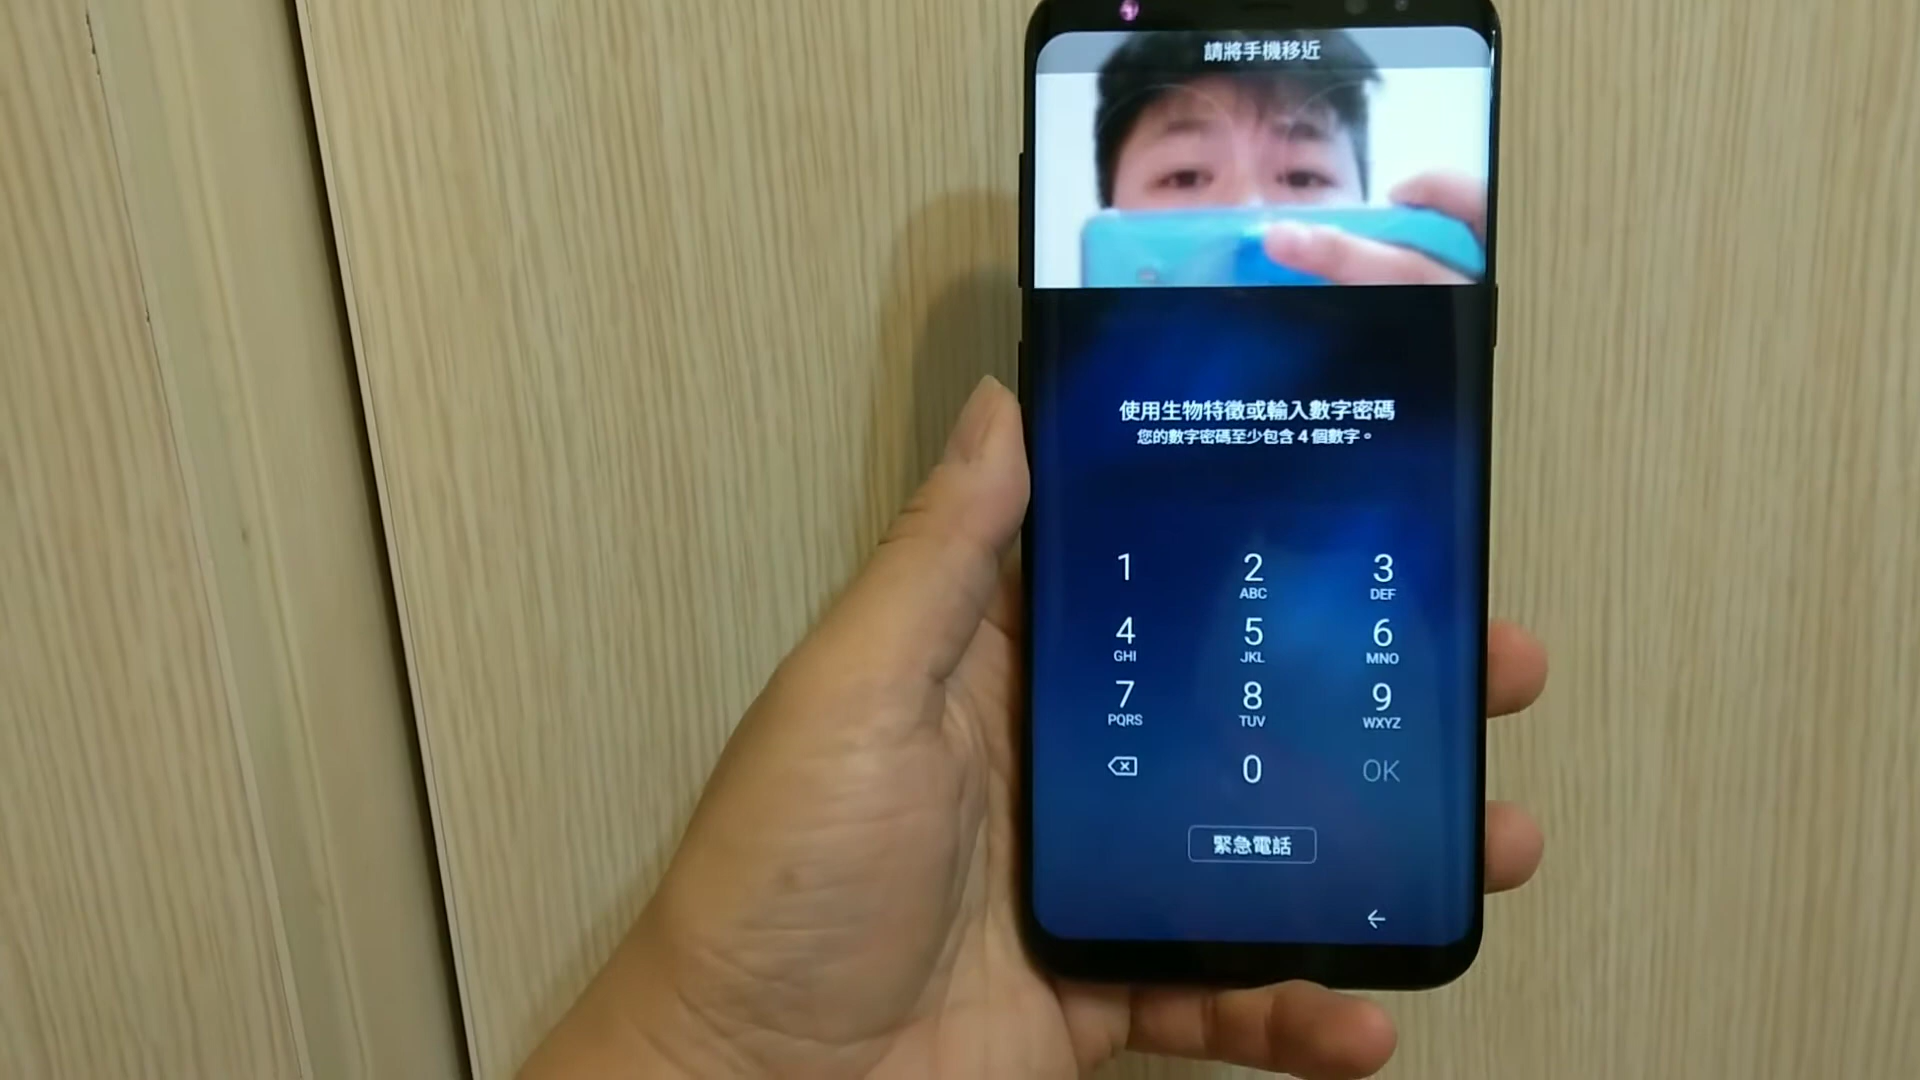 請將手機移近
使用生物特徵或輸入數字密碼
您的數字密碼至少包含 4 個數字。
1 2 3
ABC DEF
4 5 6
GHI JKL MNO
7 8 9
PQRS TUV WXYZ
0 OK
緊急電話